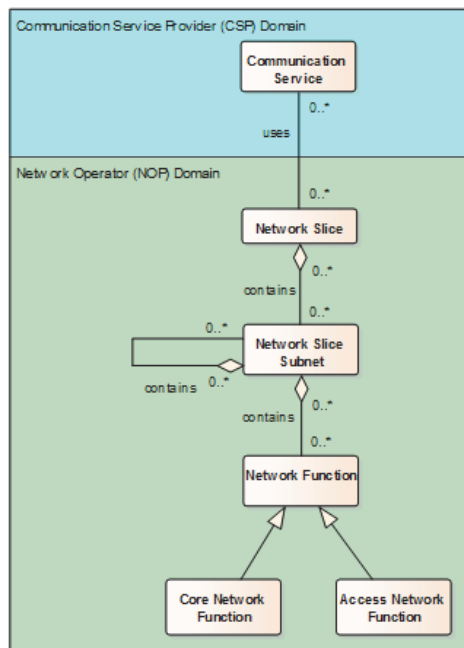 Communication Service Provider (CSP) Domain
Communication
Service
0..*
uses
Network Operator (NOP) Domain
0..*
Network Slice
0..*
contains
0..*
0..*
Network Slice
Subnet
contains
0..*
0..*
contains
0..*
Network Function
Core Network
Function
Access Network
Function